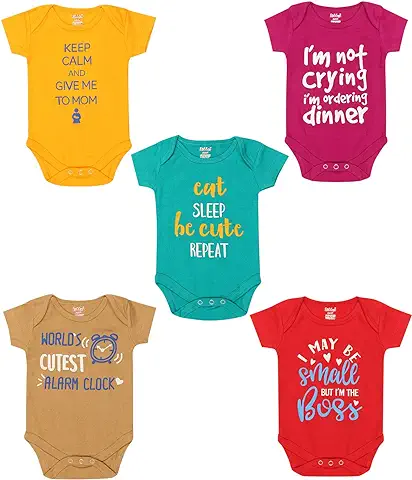 KEEP
CALM
AND
GIVE ME
TO MOM
I'm not
crying
i'm ordering
dinner
eat
SLEEP
be cute
REPEAT
WORLDS
CUTEST
ALARM CLOCK
I MAY BE
small
BUT I'M THE
Boss